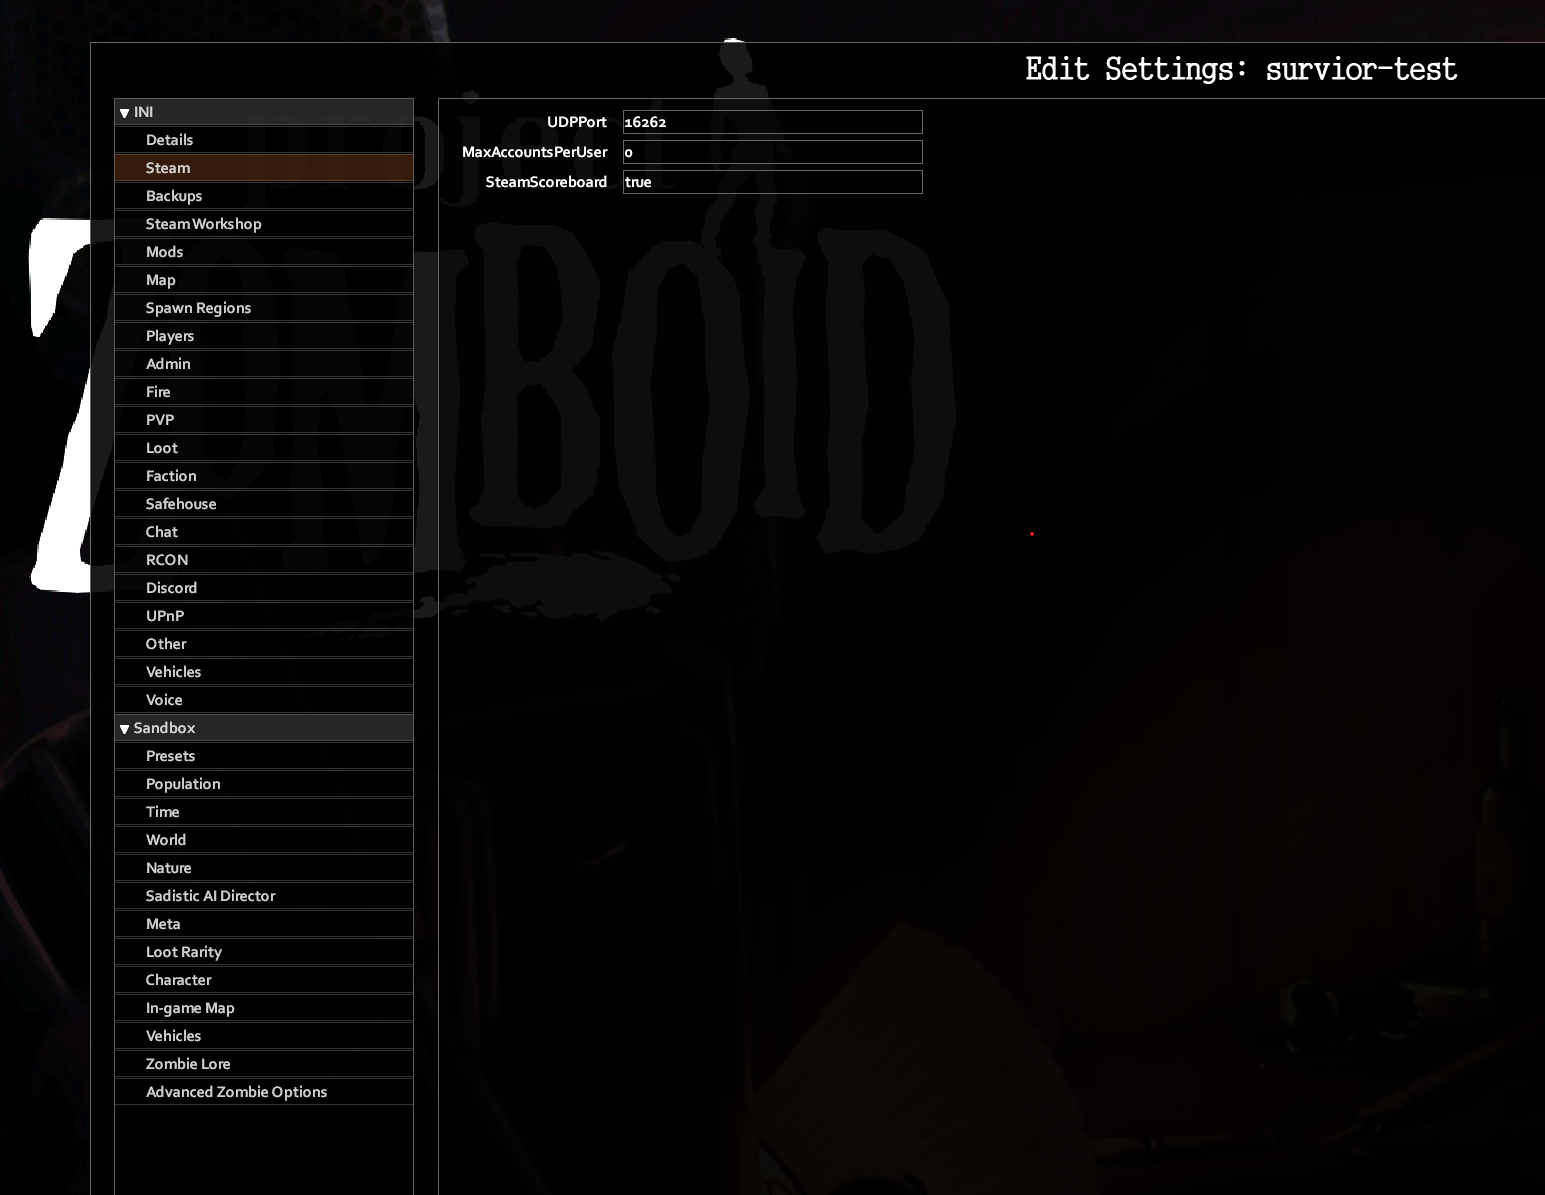 Edit Settings: survior-test
INI
Details
Steam
Backups
Steam Workshop
Mods
Map
Spawn Regions
Players
Admin
Fire
PVP
Loot
Faction
Safehouse
Chat
RCON
Discord
UPnP
Other
Vehicles
Voice
Sandbox
Presets
Population
Time
World
Nature
Sadistic AI Director
Meta
Loot Rarity
Character
In-game Map
Vehicles
Zombie Lore
Advanced Zombie Options
UDPPort 16262
MaxAccountsPerUser 0
SteamScoreboard true
project
ZOMBOID